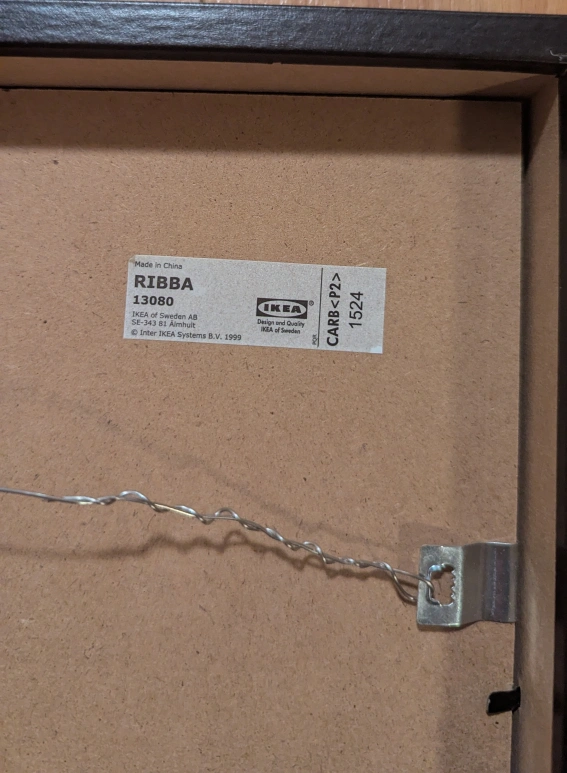 Made in China
RIBBA
13080
IKEA of Sweden AB
SE-343 81 Älmhult
© Inter IKEA Systems B.V. 1999
IKEA®
Design and Quality
IKEA of Sweden
CARB<P2>
1524